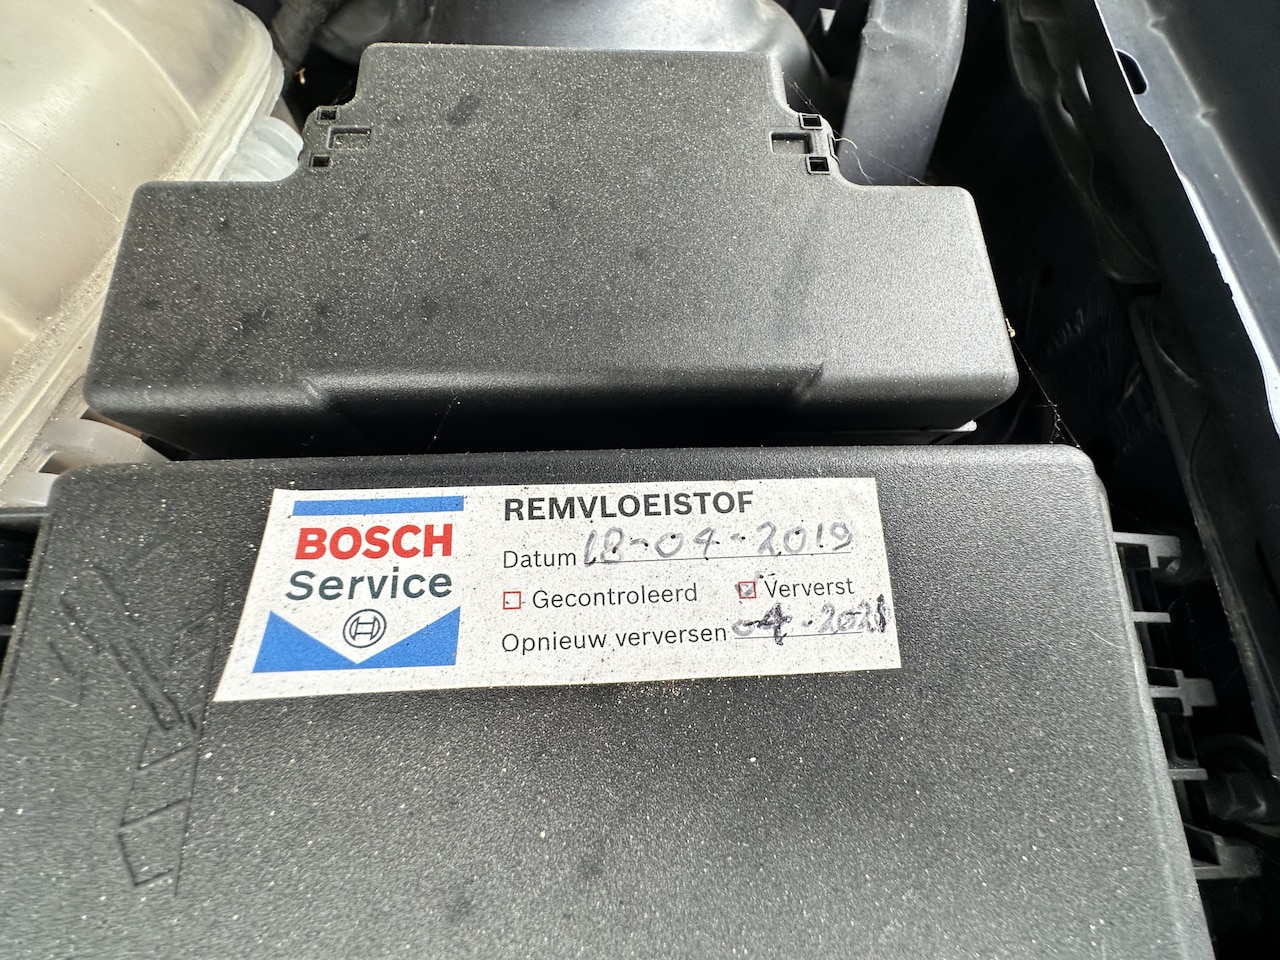 BOSCH
Service
REMVLOEISTOF
Datum 18-04-2019
Gecontroleerd Ververst
Opnieuw verversen 04-2021